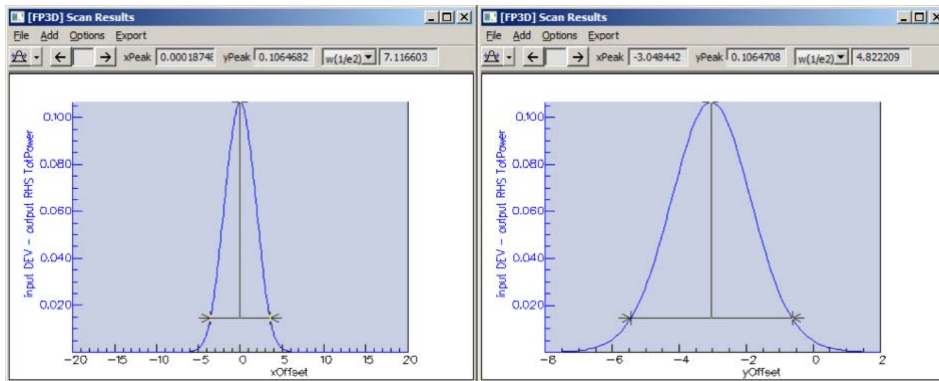 [FP3D] Scan Results
File Add Options Export
xPeak 0.0001874 yPeak 0.1064682 w(1/e2) 7.116603
input DEV - output RHS TotPower
0.100
0.080
0.060
0.040
0.020
-20 -15 -10 -5 0 5 10 15 20
xOffset
[FP3D] Scan Results
File Add Options Export
xPeak -3.048442 yPeak 0.1064708 w(1/e2) 4.822209
input DEV - output RHS TotPower
0.100
0.080
0.060
0.040
0.020
-8 -6 -4 -2 0 2
yOffset